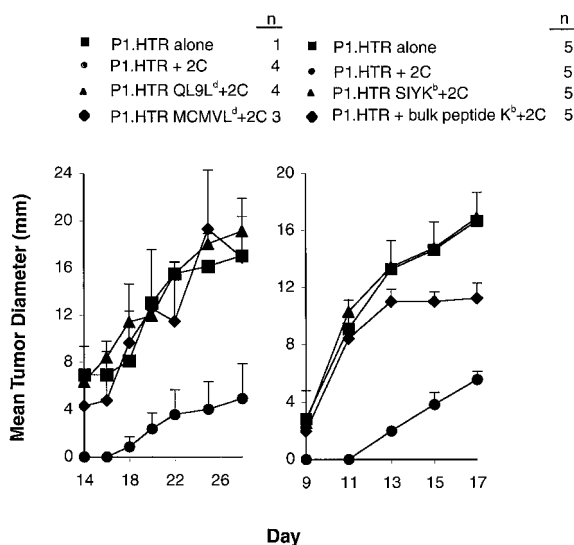 n
■ P1.HTR alone 1
● P1.HTR + 2C 4
▲ P1.HTR QL9Lᵈ+2C 4
◆ P1.HTR MCMVLᵈ+2C 3
n
■ P1.HTR alone 5
● P1.HTR + 2C 5
▲ P1.HTR SIYKᵇ+2C 5
◆ P1.HTR + bulk peptide Kᵇ+2C 5
Mean Tumor Diameter (mm)
24
20
16
12
8
4
0
14 18 22 26
20
16
12
8
4
0
9 11 13 15 17
Day